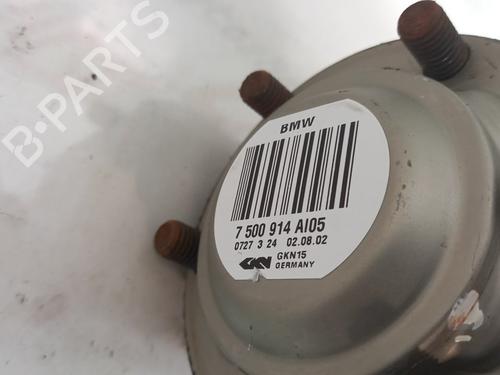 B-PARTS
BMW
7 500 914 AI05
0727 3 24 02.08.02
GKN GKN15
GERMANY